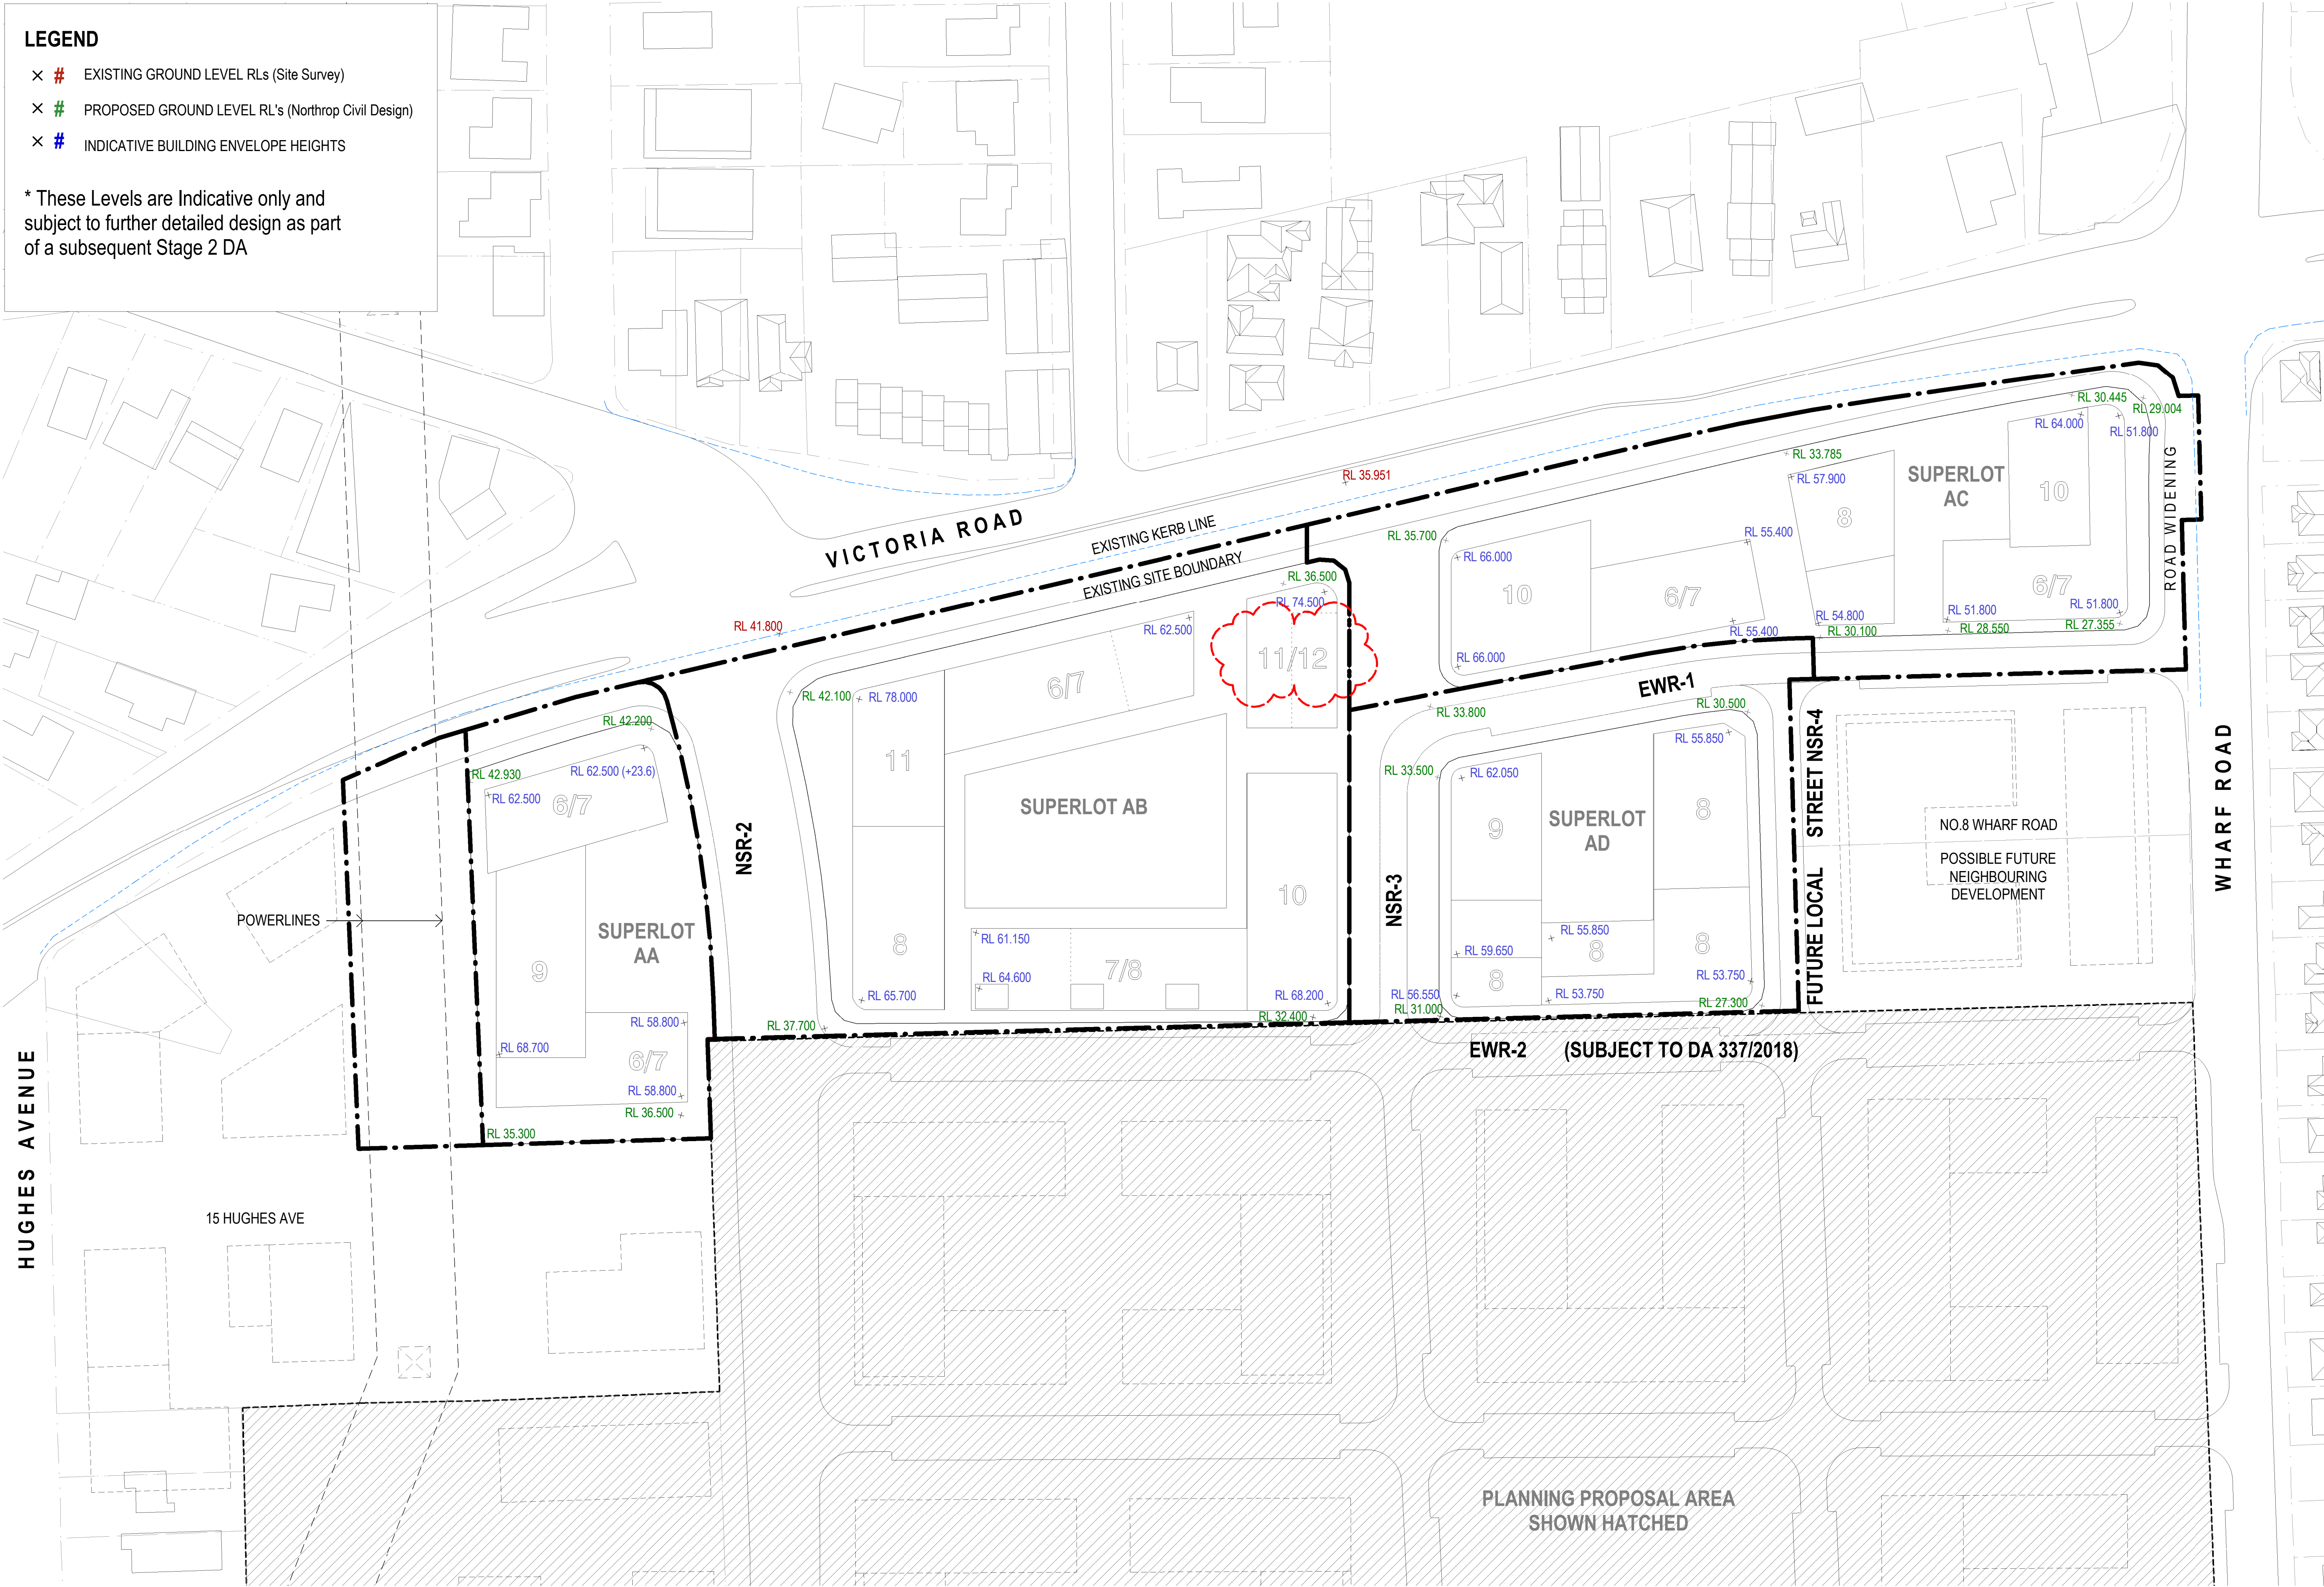 LEGEND
× # EXISTING GROUND LEVEL RLs (Site Survey)
× # PROPOSED GROUND LEVEL RL's (Northrop Civil Design)
× # INDICATIVE BUILDING ENVELOPE HEIGHTS
* These Levels are Indicative only and
subject to further detailed design as part
of a subsequent Stage 2 DA
VICTORIA ROAD
EXISTING KERB LINE
EXISTING SITE BOUNDARY
RL 35.951
RL 41.800
RL 42.200
RL 42.930
RL 62.500 (+23.6)
RL 62.500
6/7
POWERLINES
SUPERLOT
AA
9
RL 58.800
RL 68.700
6/7
RL 58.800
RL 36.500
RL 35.300
NSR-2
RL 42.100
RL 78.000
11
8
RL 65.700
RL 37.700
6/7
RL 62.500
RL 36.500
RL 74.500
11/12
SUPERLOT AB
10
RL 61.150
RL 64.600
7/8
RL 68.200
RL 32.400
NSR-3
RL 35.700
RL 66.000
10
RL 66.000
6/7
RL 55.400
RL 55.400
RL 33.785
RL 57.900
8
RL 54.800
RL 30.100
SUPERLOT
AC
RL 30.445
RL 29.004
RL 64.000
RL 51.800
10
6/7
RL 51.800
RL 51.800
RL 28.550
RL 27.355
ROAD WIDENING
EWR-1
RL 33.800
RL 30.500
RL 33.500
RL 62.050
RL 55.850
9
SUPERLOT
AD
8
RL 59.650
RL 55.850
8
8
8
RL 56.550
RL 53.750
RL 53.750
RL 31.000
RL 27.300
FUTURE LOCAL STREET NSR-4
NO.8 WHARF ROAD
POSSIBLE FUTURE
NEIGHBOURING
DEVELOPMENT
WHARF ROAD
EWR-2 (SUBJECT TO DA 337/2018)
HUGHES AVENUE
15 HUGHES AVE
PLANNING PROPOSAL AREA
SHOWN HATCHED